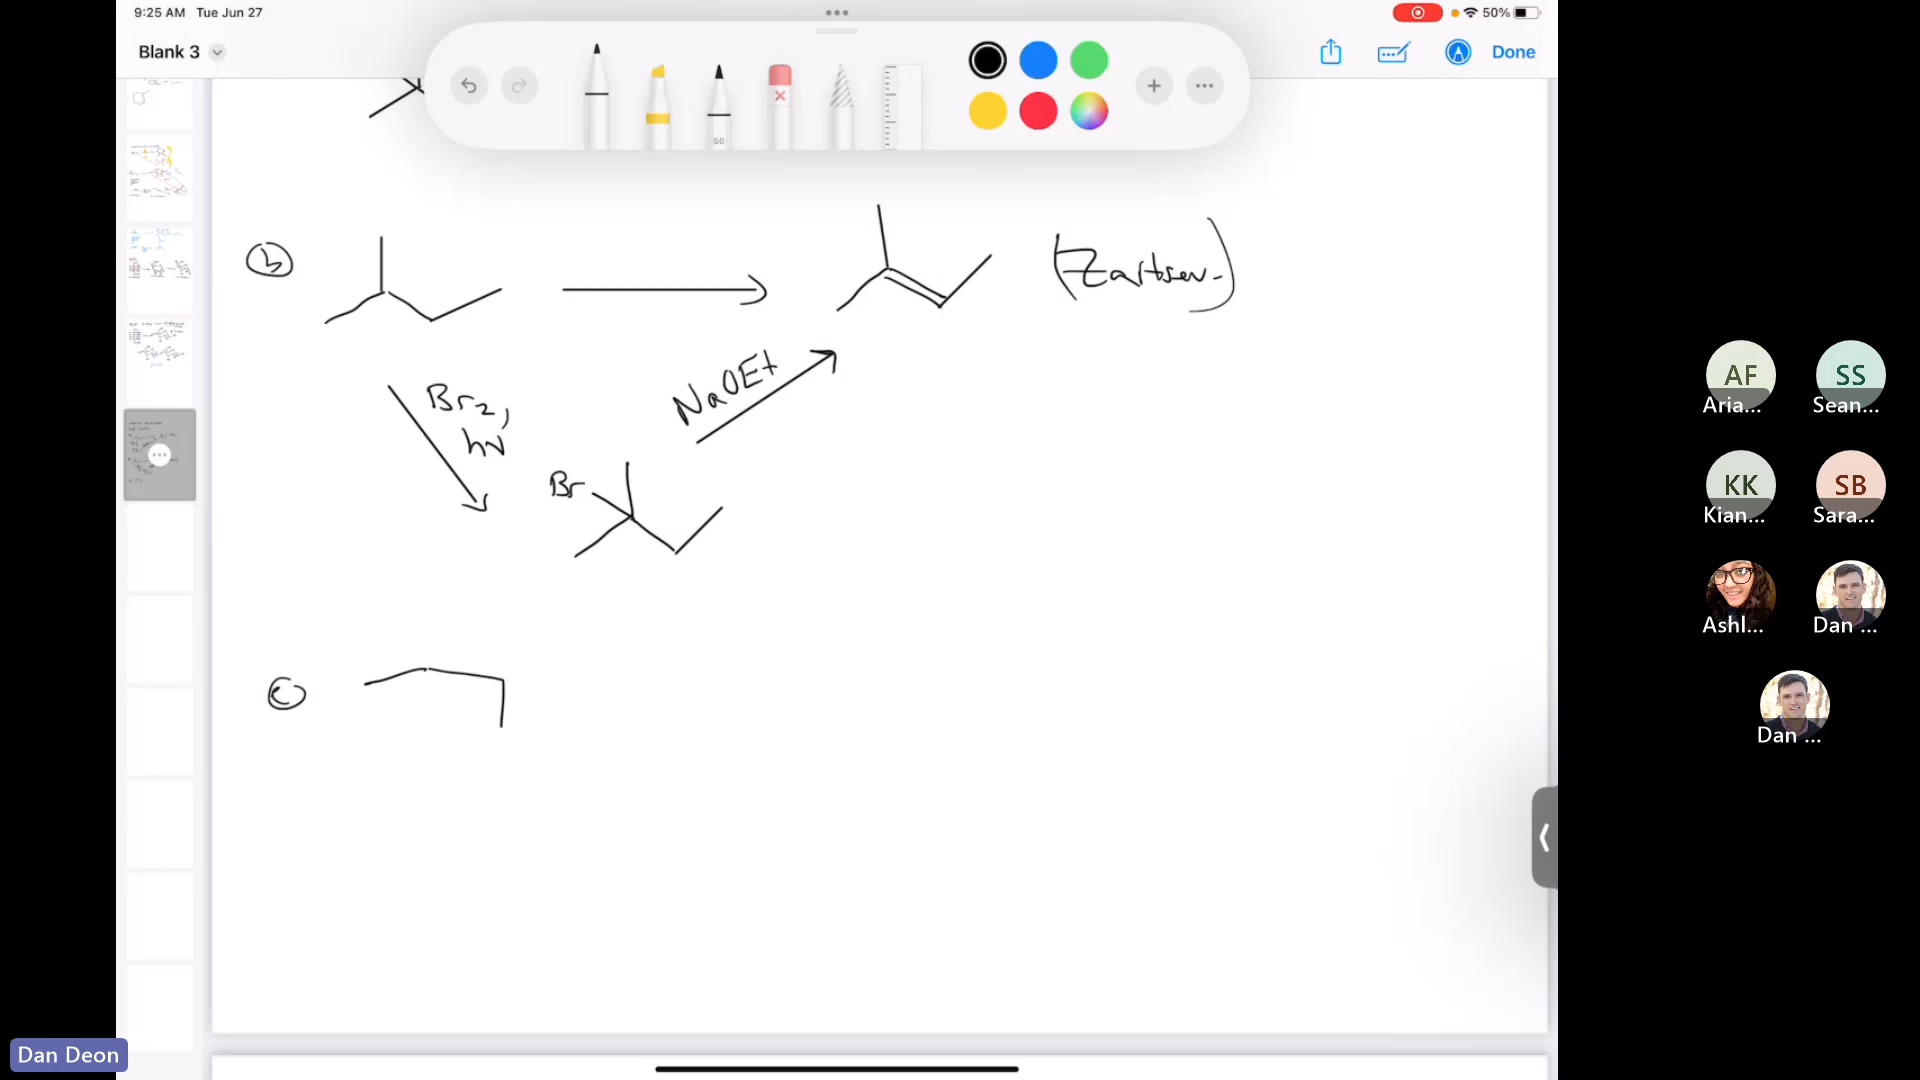 9:25 AM Tue Jun 27
50%
Blank 3
50
Done
b
(Zaitsev)
Br2,
hν
NaOEt
Br
c
AF
Aria...
SS
Sean...
KK
Kian...
SB
Sara...
Ashl...
Dan ...
Dan ...
Dan Deon